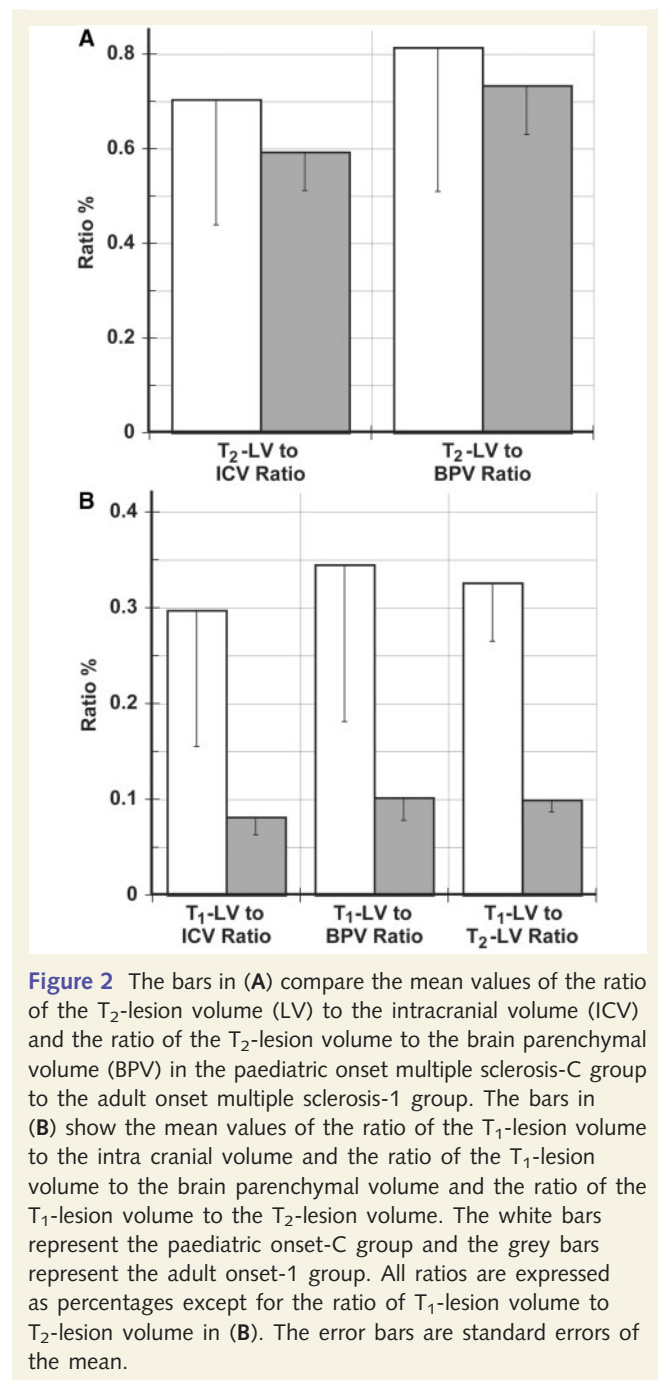 A
0.8
0.6
0.4
0.2
0
Ratio %
T₂-LV to
ICV Ratio
T₂-LV to
BPV Ratio
B
0.4
0.3
0.2
0.1
0
Ratio %
T₁-LV to
ICV Ratio
T₁-LV to
BPV Ratio
T₁-LV to
T₂-LV Ratio
Figure 2 The bars in (A) compare the mean values of the ratio
of the T₂-lesion volume (LV) to the intracranial volume (ICV)
and the ratio of the T₂-lesion volume to the brain parenchymal
volume (BPV) in the paediatric onset multiple sclerosis-C group
to the adult onset multiple sclerosis-1 group. The bars in
(B) show the mean values of the ratio of the T₁-lesion volume
to the intra cranial volume and the ratio of the T₁-lesion
volume to the brain parenchymal volume and the ratio of the
T₁-lesion volume to the T₂-lesion volume. The white bars
represent the paediatric onset-C group and the grey bars
represent the adult onset-1 group. All ratios are expressed
as percentages except for the ratio of T₁-lesion volume to
T₂-lesion volume in (B). The error bars are standard errors of
the mean.